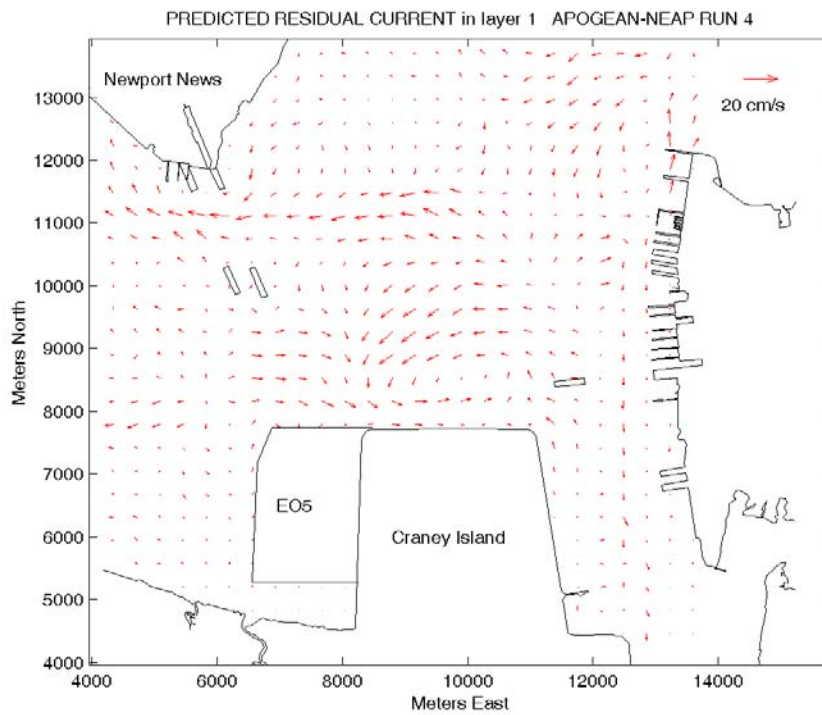 PREDICTED RESIDUAL CURRENT in layer 1 APOGEAN-NEAP RUN 4
Newport News
20 cm/s
13000
12000
11000
10000
9000
8000
7000
6000
5000
4000
Meters North
EO5
Craney Island
4000 6000 8000 10000 12000 14000
Meters East